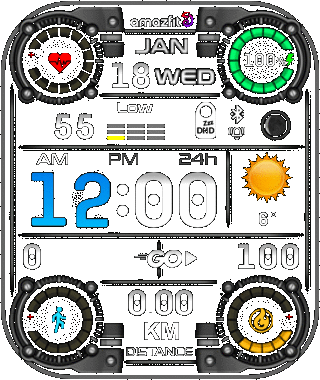 amazfit
JAN
100%
18 WED
Low
55
zzz
DND
AM PM 24h
12:00
8°
0 GO 100
0.00
KM
DISTANCE